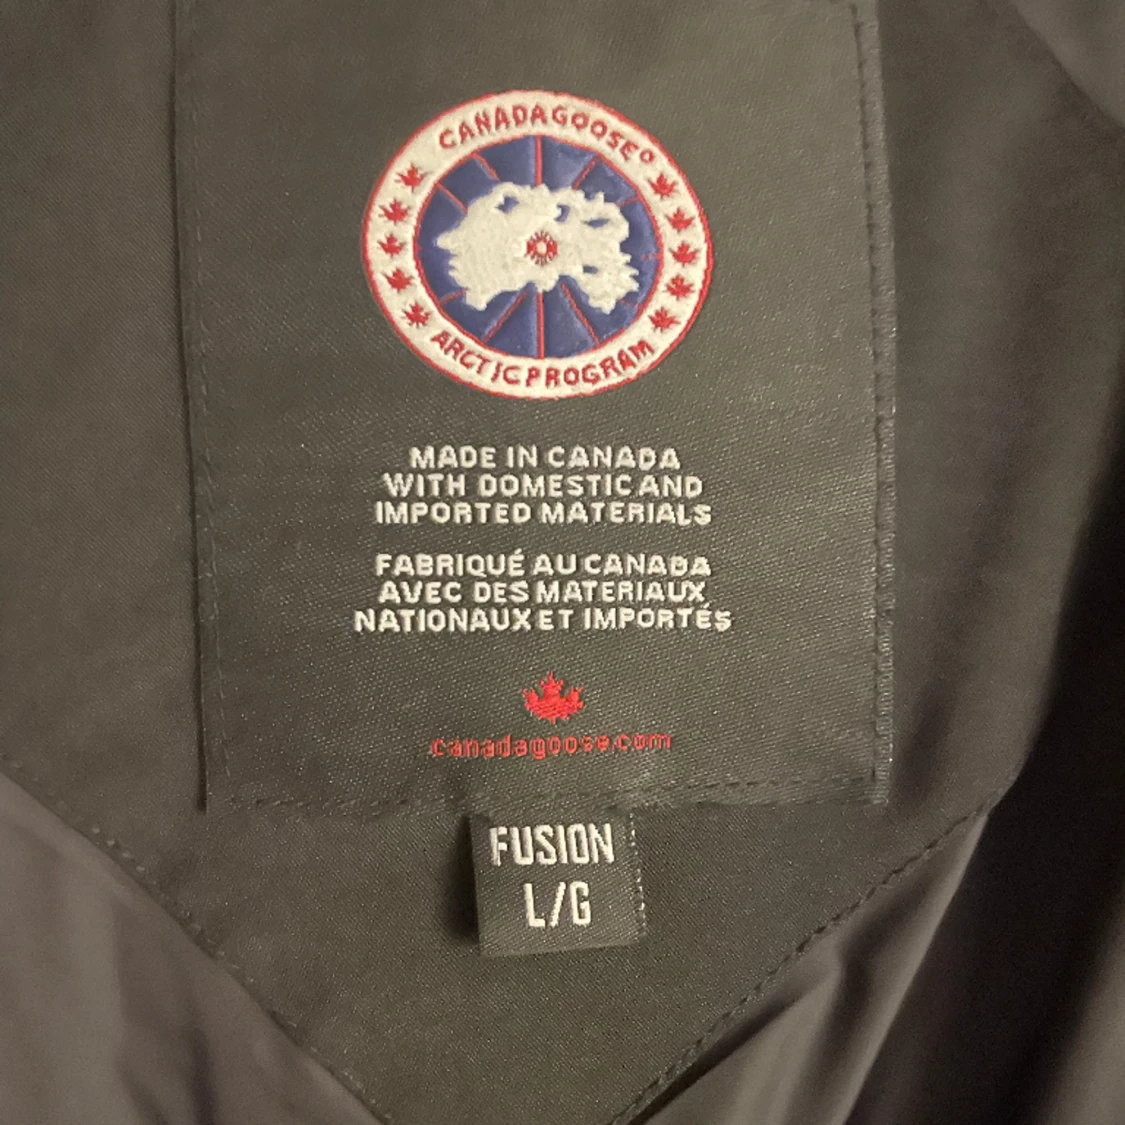 CANADA GOOSE®
ARCTIC PROGRAM
MADE IN CANADA
WITH DOMESTIC AND
IMPORTED MATERIALS
FABRIQUÉ AU CANADA
AVEC DES MATERIAUX
NATIONAUX ET IMPORTÉS
canadagoose.com
FUSION
L/G